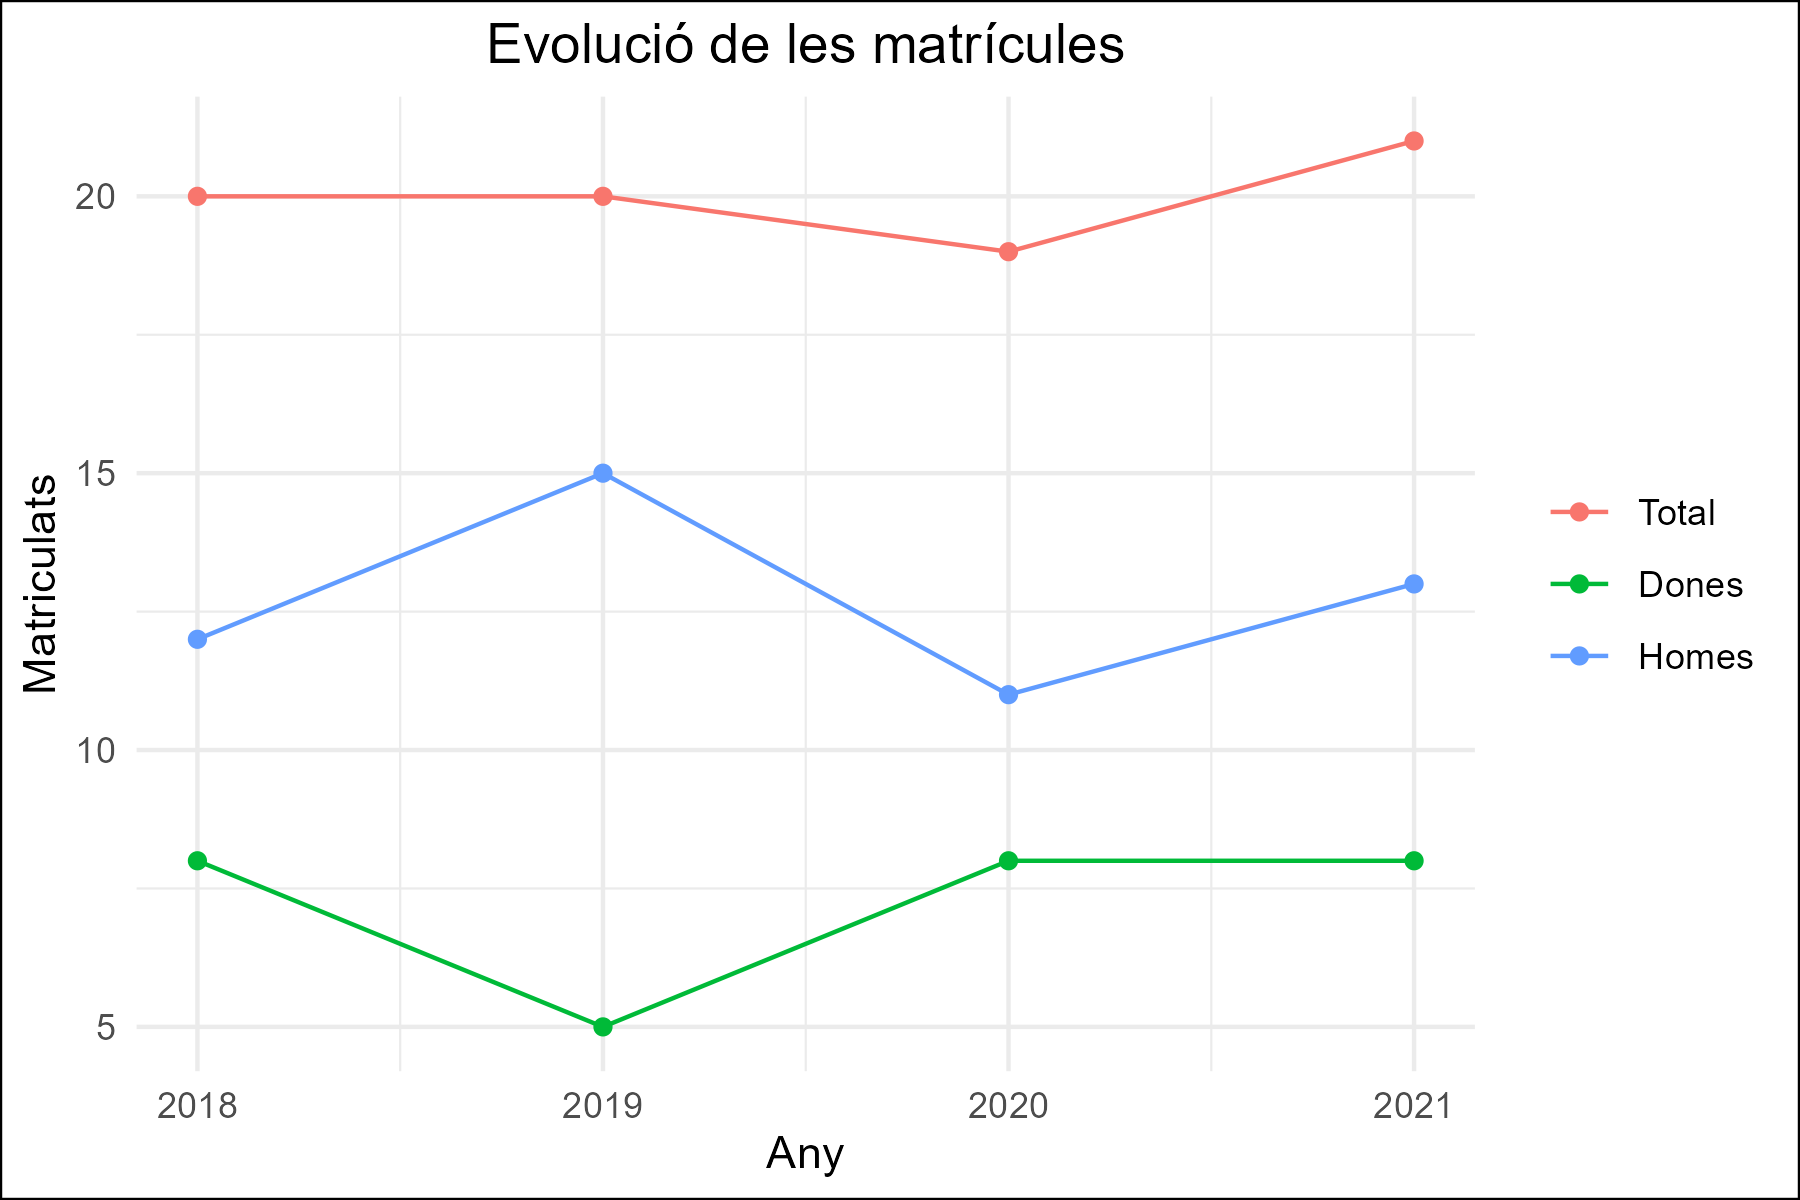 Evolució de les matrícules
20
15
10
5
Matriculats
2018 2019 2020 2021
Any
Total
Dones
Homes